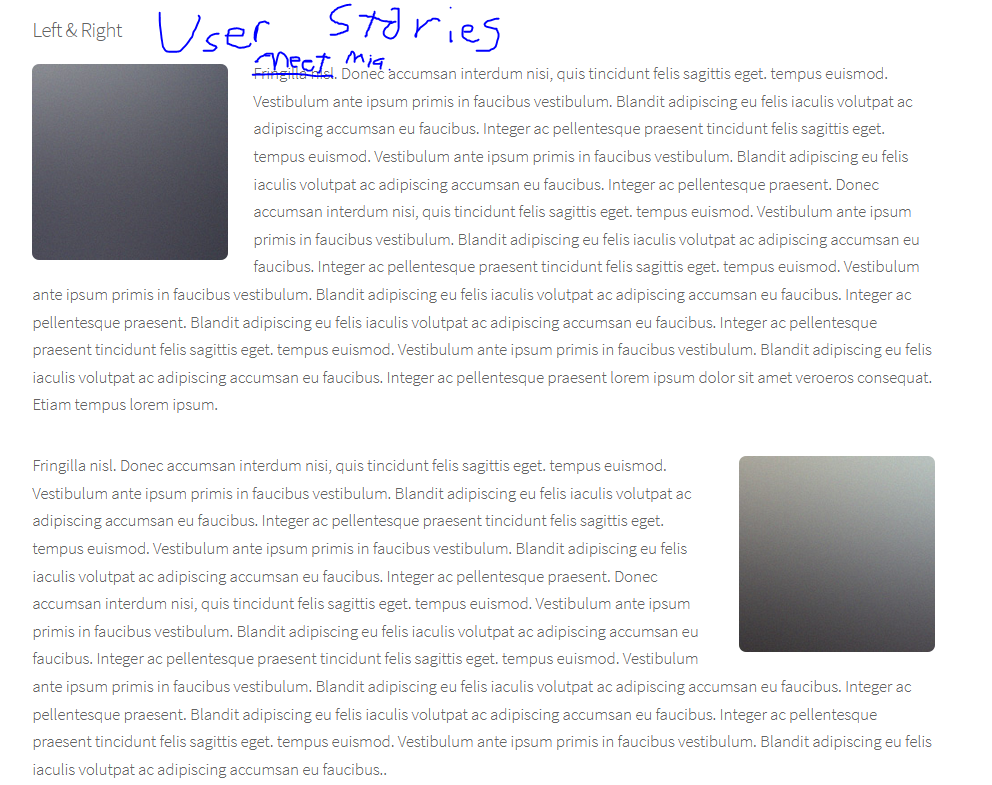 Left & Right User Stories
Meet Mia.
Fringilla nisl. Donec accumsan interdum nisi, quis tincidunt felis sagittis eget. tempus euismod.
Vestibulum ante ipsum primis in faucibus vestibulum. Blandit adipiscing eu felis iaculis volutpat ac
adipiscing accumsan eu faucibus. Integer ac pellentesque praesent tincidunt felis sagittis eget.
tempus euismod. Vestibulum ante ipsum primis in faucibus vestibulum. Blandit adipiscing eu felis
iaculis volutpat ac adipiscing accumsan eu faucibus. Integer ac pellentesque praesent. Donec
accumsan interdum nisi, quis tincidunt felis sagittis eget. tempus euismod. Vestibulum ante ipsum
primis in faucibus vestibulum. Blandit adipiscing eu felis iaculis volutpat ac adipiscing accumsan eu
faucibus. Integer ac pellentesque praesent tincidunt felis sagittis eget. tempus euismod. Vestibulum
ante ipsum primis in faucibus vestibulum. Blandit adipiscing eu felis iaculis volutpat ac adipiscing accumsan eu faucibus. Integer ac
pellentesque praesent. Blandit adipiscing eu felis iaculis volutpat ac adipiscing accumsan eu faucibus. Integer ac pellentesque
praesent tincidunt felis sagittis eget. tempus euismod. Vestibulum ante ipsum primis in faucibus vestibulum. Blandit adipiscing eu felis
iaculis volutpat ac adipiscing accumsan eu faucibus. Integer ac pellentesque praesent lorem ipsum dolor sit amet veroeros consequat.
Etiam tempus lorem ipsum.
Fringilla nisl. Donec accumsan interdum nisi, quis tincidunt felis sagittis eget. tempus euismod.
Vestibulum ante ipsum primis in faucibus vestibulum. Blandit adipiscing eu felis iaculis volutpat ac
adipiscing accumsan eu faucibus. Integer ac pellentesque praesent tincidunt felis sagittis eget.
tempus euismod. Vestibulum ante ipsum primis in faucibus vestibulum. Blandit adipiscing eu felis
iaculis volutpat ac adipiscing accumsan eu faucibus. Integer ac pellentesque praesent. Donec
accumsan interdum nisi, quis tincidunt felis sagittis eget. tempus euismod. Vestibulum ante ipsum
primis in faucibus vestibulum. Blandit adipiscing eu felis iaculis volutpat ac adipiscing accumsan eu
faucibus. Integer ac pellentesque praesent tincidunt felis sagittis eget. tempus euismod. Vestibulum
ante ipsum primis in faucibus vestibulum. Blandit adipiscing eu felis iaculis volutpat ac adipiscing accumsan eu faucibus. Integer ac
pellentesque praesent. Blandit adipiscing eu felis iaculis volutpat ac adipiscing accumsan eu faucibus. Integer ac pellentesque
praesent tincidunt felis sagittis eget. tempus euismod. Vestibulum ante ipsum primis in faucibus vestibulum. Blandit adipiscing eu felis
iaculis volutpat ac adipiscing accumsan eu faucibus..